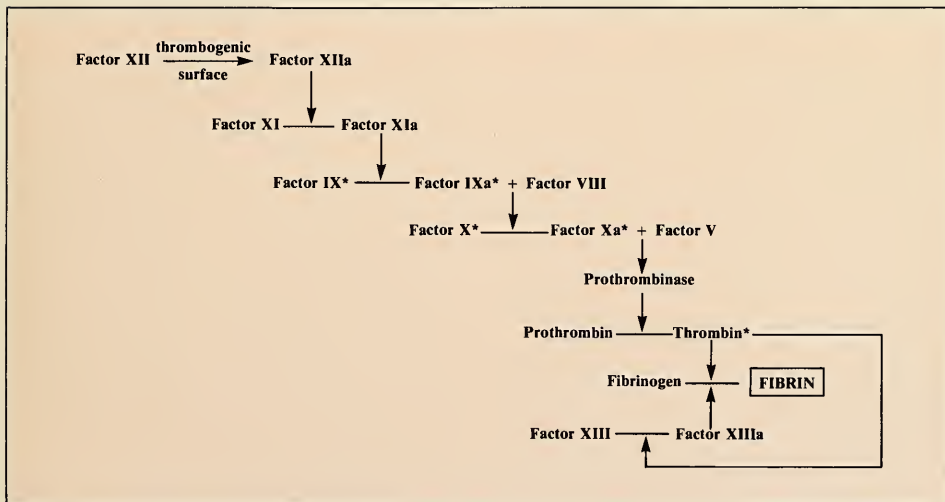 thrombogenic
Factor XII Factor XIIa
surface
Factor XI Factor XIa
Factor IX* Factor IXa* + Factor VIII
Factor X* Factor Xa* + Factor V
Prothrombinase
Prothrombin Thrombin*
Fibrinogen FIBRIN
Factor XIII Factor XIIIa